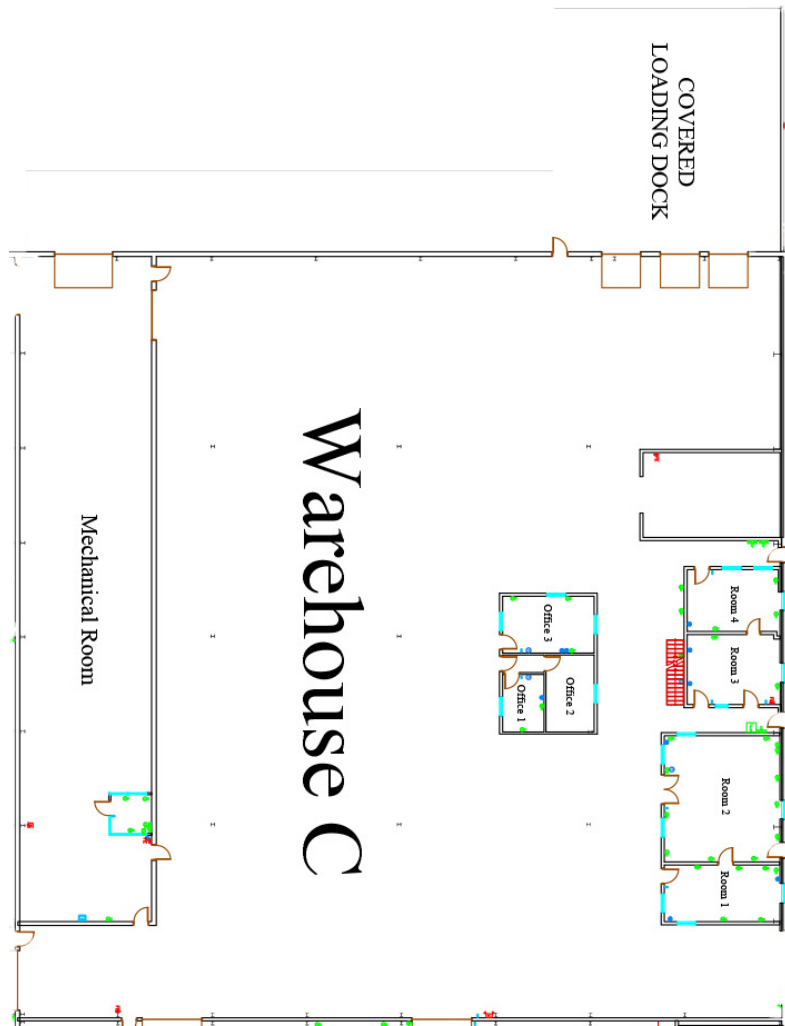 COVERED
LOADING DOCK
Warehouse C
Mechanical Room
Room 4
Room 3
Room 2
Room 1
Office 3
Office 2
Office 1